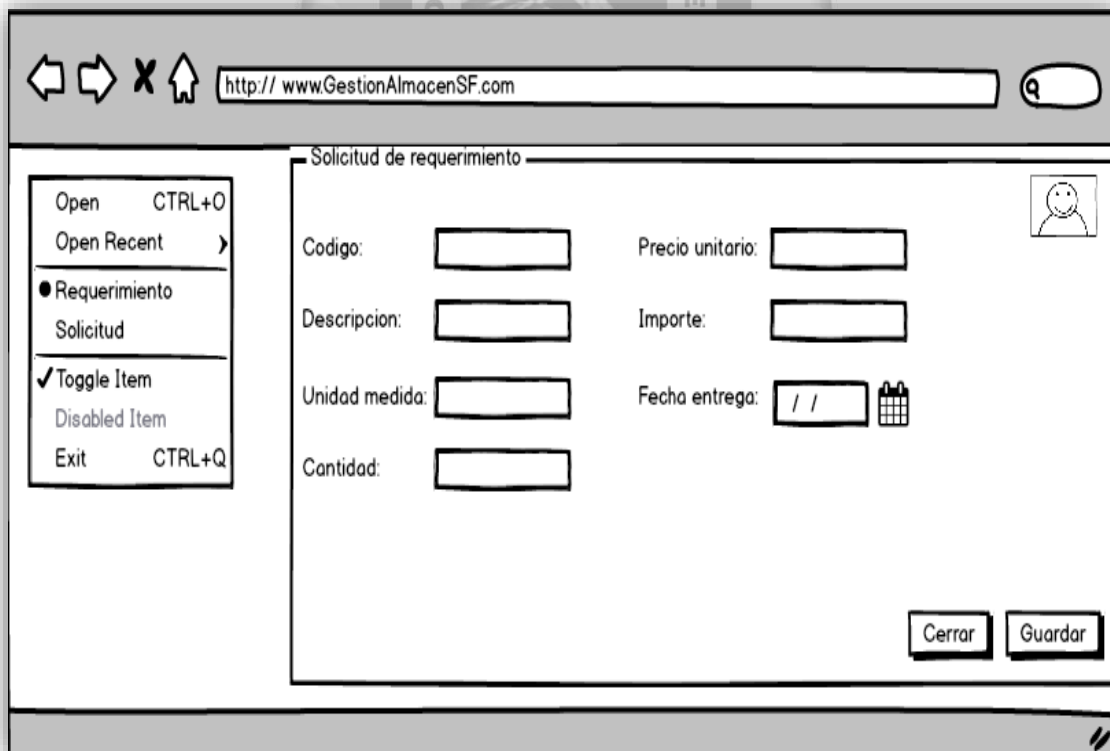 http:// www.GestionAlmacenSF.com
Solicitud de requerimiento
Open CTRL+O
Open Recent
Requerimiento
Solicitud
Toggle Item
Disabled Item
Exit CTRL+Q
Codigo:
Precio unitario:
Descripcion:
Importe:
Unidad medida:
Fecha entrega: / /
Cantidad:
Cerrar Guardar